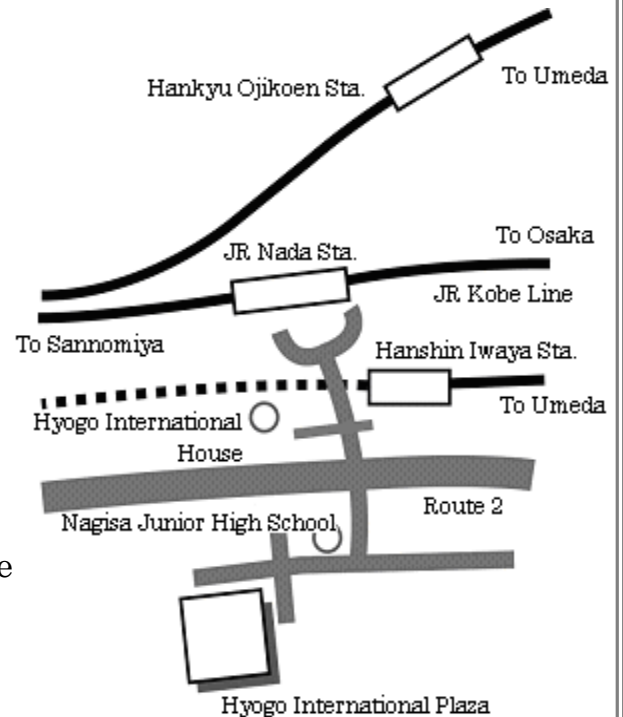 Hankyu Ojikoen Sta.
To Umeda
To Osaka
JR Nada Sta.
JR Kobe Line
To Sannomiya
Hanshin Iwaya Sta.
To Umeda
Hyogo International
House
Route 2
Nagisa Junior High School
e
Hyogo International Plaza